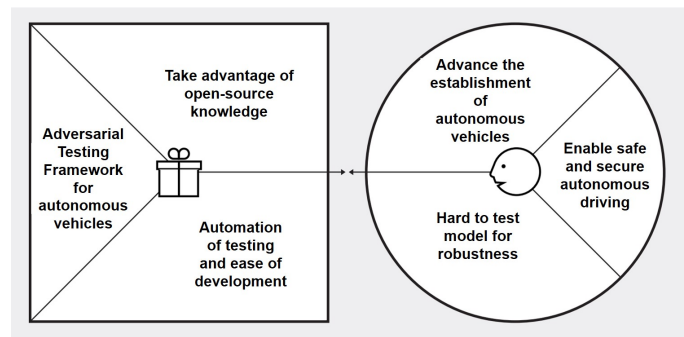 Take advantage of
open-source
knowledge
Adversarial
Testing
Framework
for
autonomous
vehicles
Automation
of testing
and ease of
development
Advance the
establishment
of
autonomous
vehicles
Enable safe
and secure
autonomous
driving
Hard to test
model for
robustness